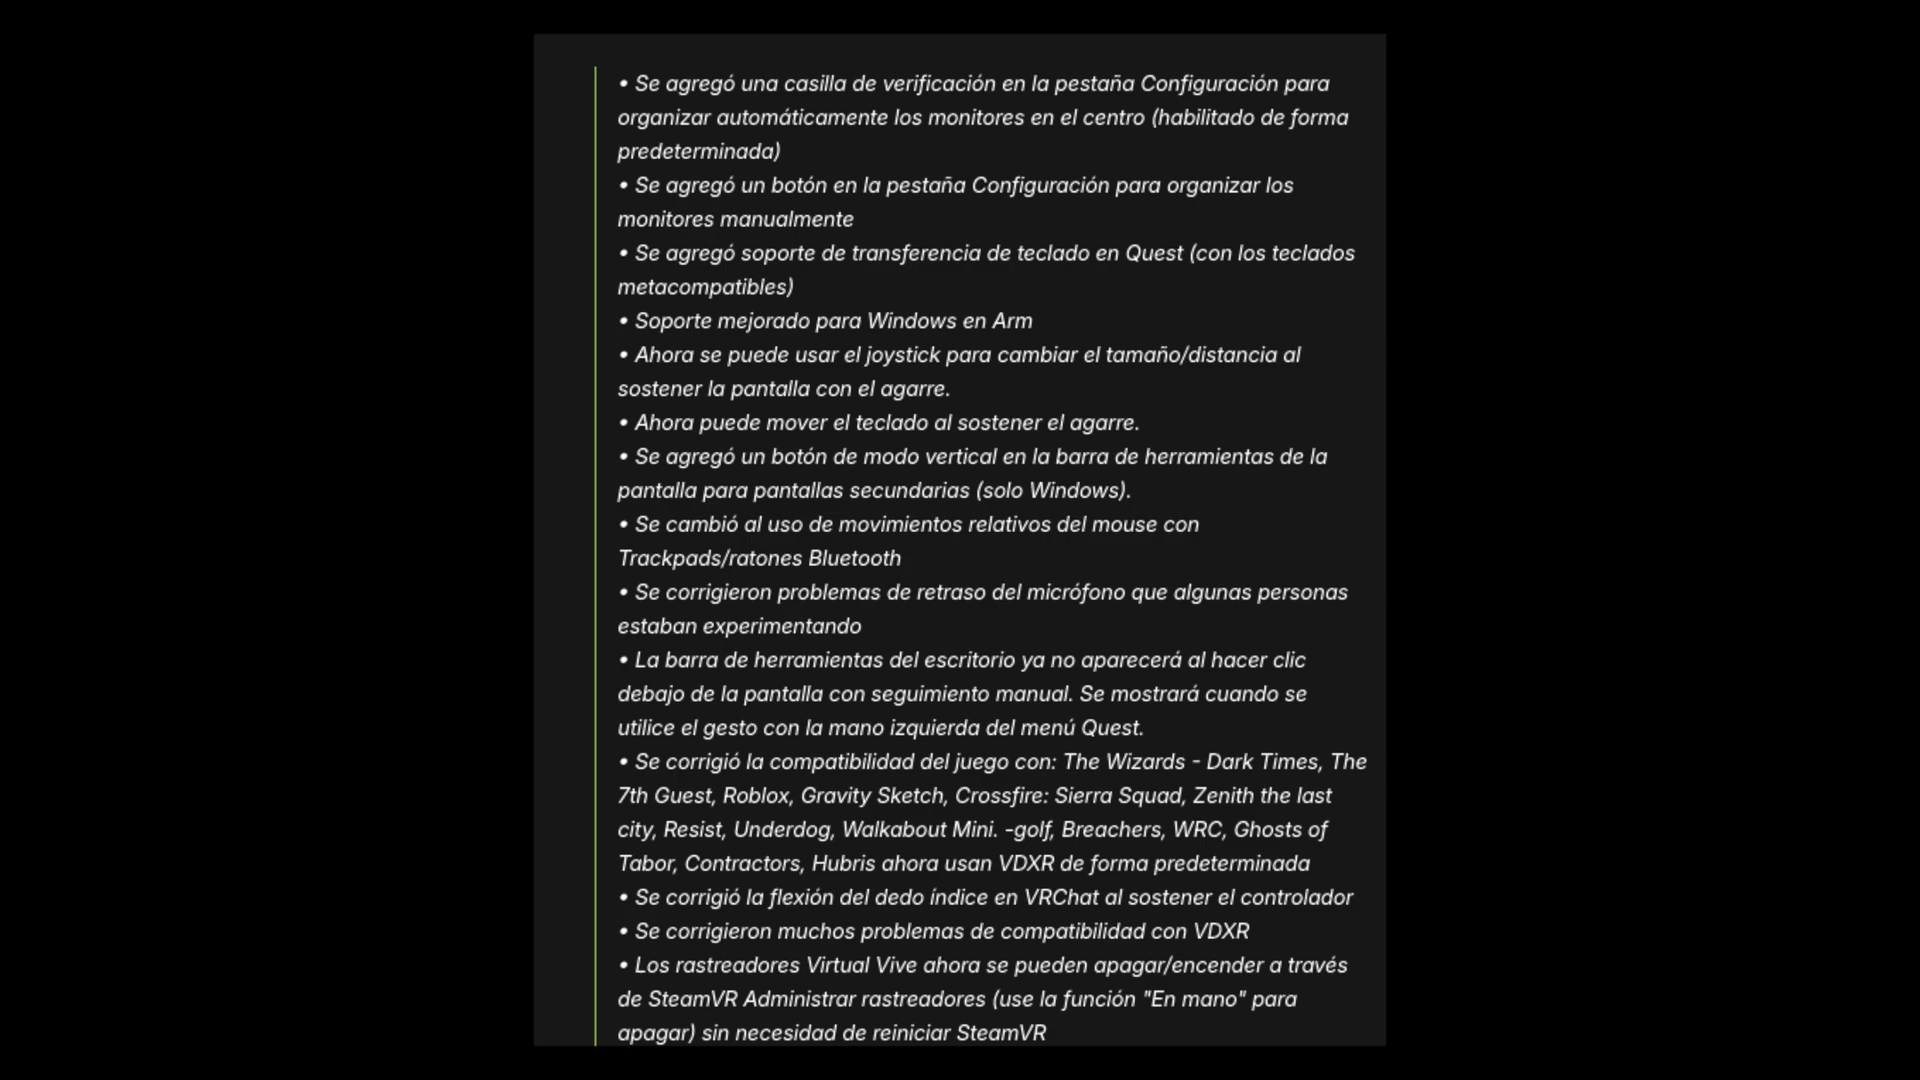 • Se agregó una casilla de verificación en la pestaña Configuración para
organizar automáticamente los monitores en el centro (habilitado de forma
predeterminada)
• Se agregó un botón en la pestaña Configuración para organizar los
monitores manualmente
• Se agregó soporte de transferencia de teclado en Quest (con los teclados
metacompatibles)
• Soporte mejorado para Windows en Arm
• Ahora se puede usar el joystick para cambiar el tamaño/distancia al
sostener la pantalla con el agarre.
• Ahora puede mover el teclado al sostener el agarre.
• Se agregó un botón de modo vertical en la barra de herramientas de la
pantalla para pantallas secundarias (solo Windows).
• Se cambió al uso de movimientos relativos del mouse con
Trackpads/ratones Bluetooth
• Se corrigieron problemas de retraso del micrófono que algunas personas
estaban experimentando
• La barra de herramientas del escritorio ya no aparecerá al hacer clic
debajo de la pantalla con seguimiento manual. Se mostrará cuando se
utilice el gesto con la mano izquierda del menú Quest.
• Se corrigió la compatibilidad del juego con: The Wizards - Dark Times, The
7th Guest, Roblox, Gravity Sketch, Crossfire: Sierra Squad, Zenith the last
city, Resist, Underdog, Walkabout Mini. -golf, Breachers, WRC, Ghosts of
Tabor, Contractors, Hubris ahora usan VDXR de forma predeterminada
• Se corrigió la flexión del dedo índice en VRChat al sostener el controlador
• Se corrigieron muchos problemas de compatibilidad con VDXR
• Los rastreadores Virtual Vive ahora se pueden apagar/encender a través
de SteamVR Administrar rastreadores (use la función "En mano" para
apagar) sin necesidad de reiniciar SteamVR